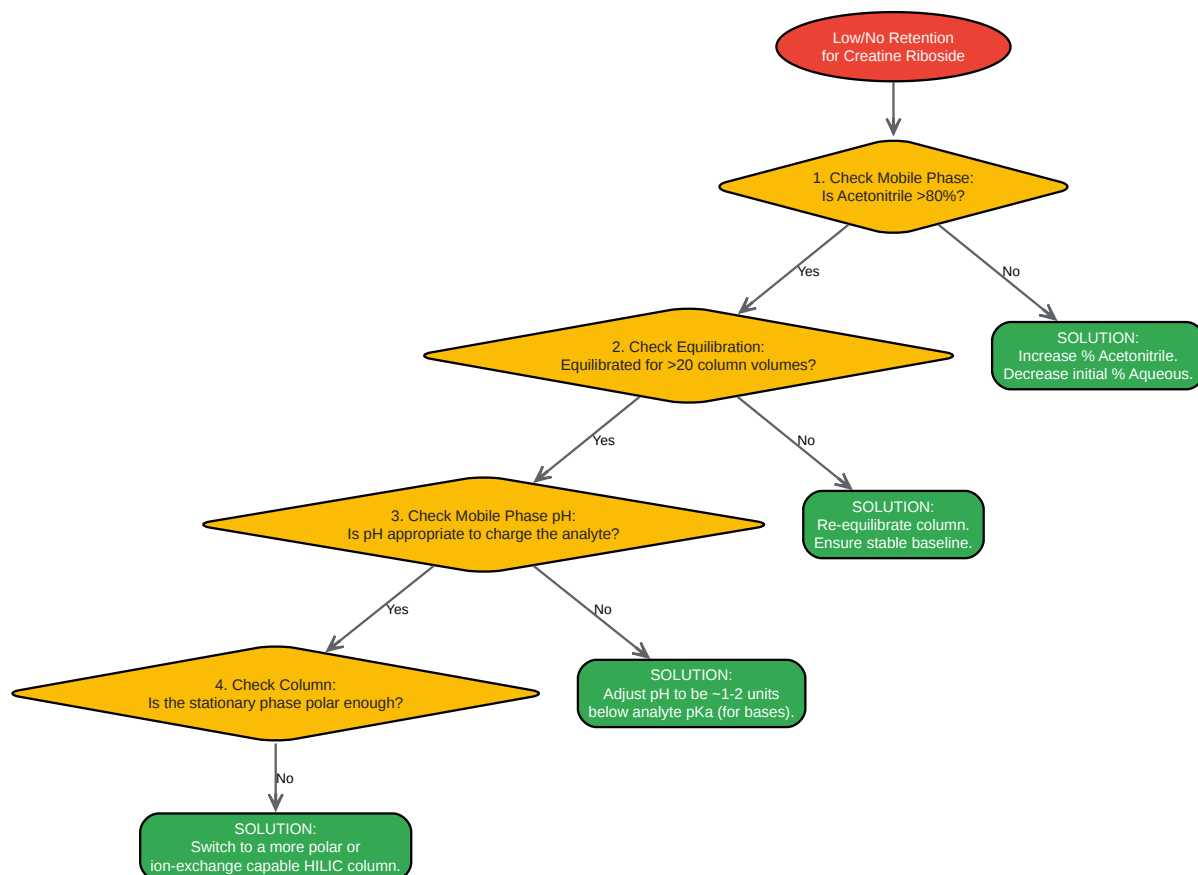 Low/No Retention
for Creatine Riboside
1. Check Mobile Phase:
Is Acetonitrile >80%?
Yes
No
SOLUTION:
Increase % Acetonitrile.
Decrease initial % Aqueous.
2. Check Equilibration:
Equilibrated for >20 column volumes?
Yes
No
SOLUTION:
Re-equilibrate column.
Ensure stable baseline.
3. Check Mobile Phase pH:
Is pH appropriate to charge the analyte?
Yes
No
SOLUTION:
Adjust pH to be ~1-2 units
below analyte pKa (for bases).
4. Check Column:
Is the stationary phase polar enough?
No
SOLUTION:
Switch to a more polar or
ion-exchange capable HILIC column.